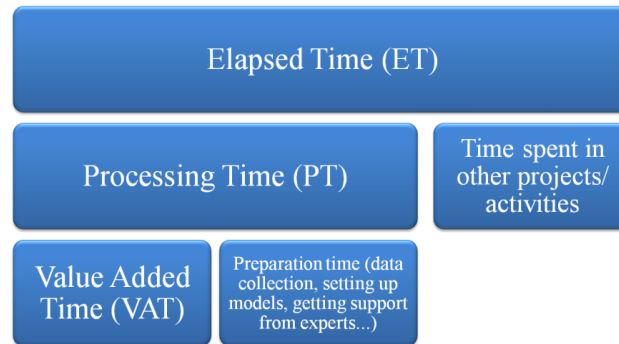 Elapsed Time (ET)
Processing Time (PT)
Time spent in
other projects/
activities
Value Added
Time (VAT)
Preparation time (data
collection, setting up
models, getting support
from experts...)